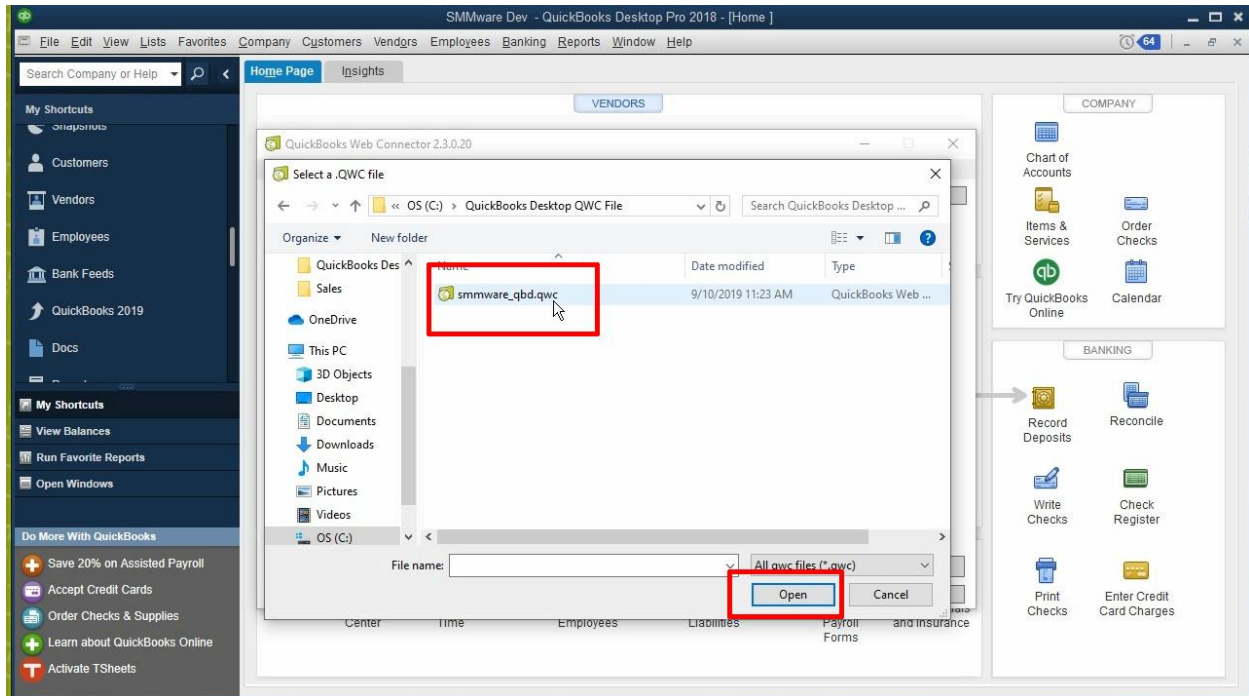 qb
SMMware Dev - QuickBooks Desktop Pro 2018 - [Home ]
File Edit View Lists Favorites Company Customers Vendors Employees Banking Reports Window Help
64
Search Company or Help
Home Page
Insights
My Shortcuts
Snapshots
Customers
Vendors
Employees
Bank Feeds
QuickBooks 2019
Docs
My Shortcuts
View Balances
Run Favorite Reports
Open Windows
Do More With QuickBooks
Save 20% on Assisted Payroll
Accept Credit Cards
Order Checks & Supplies
Learn about QuickBooks Online
Activate TSheets
VENDORS
QuickBooks Web Connector 2.3.0.20
Select a .QWC file
« OS (C:) › QuickBooks Desktop QWC File
Search QuickBooks Desktop ...
Organize
New folder
QuickBooks Des
Sales
OneDrive
This PC
3D Objects
Desktop
Documents
Downloads
Music
Pictures
Videos
OS (C:)
Name
Date modified
Type
smmware_qbd.qwc
9/10/2019 11:23 AM
QuickBooks Web ...
File name:
All qwc files (*.qwc)
Open
Cancel
Center
Time
Employees
Liabilities
Payroll
Forms
and Insurance
COMPANY
Chart of
Accounts
Items &
Services
Order
Checks
qb
Try QuickBooks
Online
Calendar
BANKING
Record
Deposits
Reconcile
Write
Checks
Check
Register
Print
Checks
Enter Credit
Card Charges